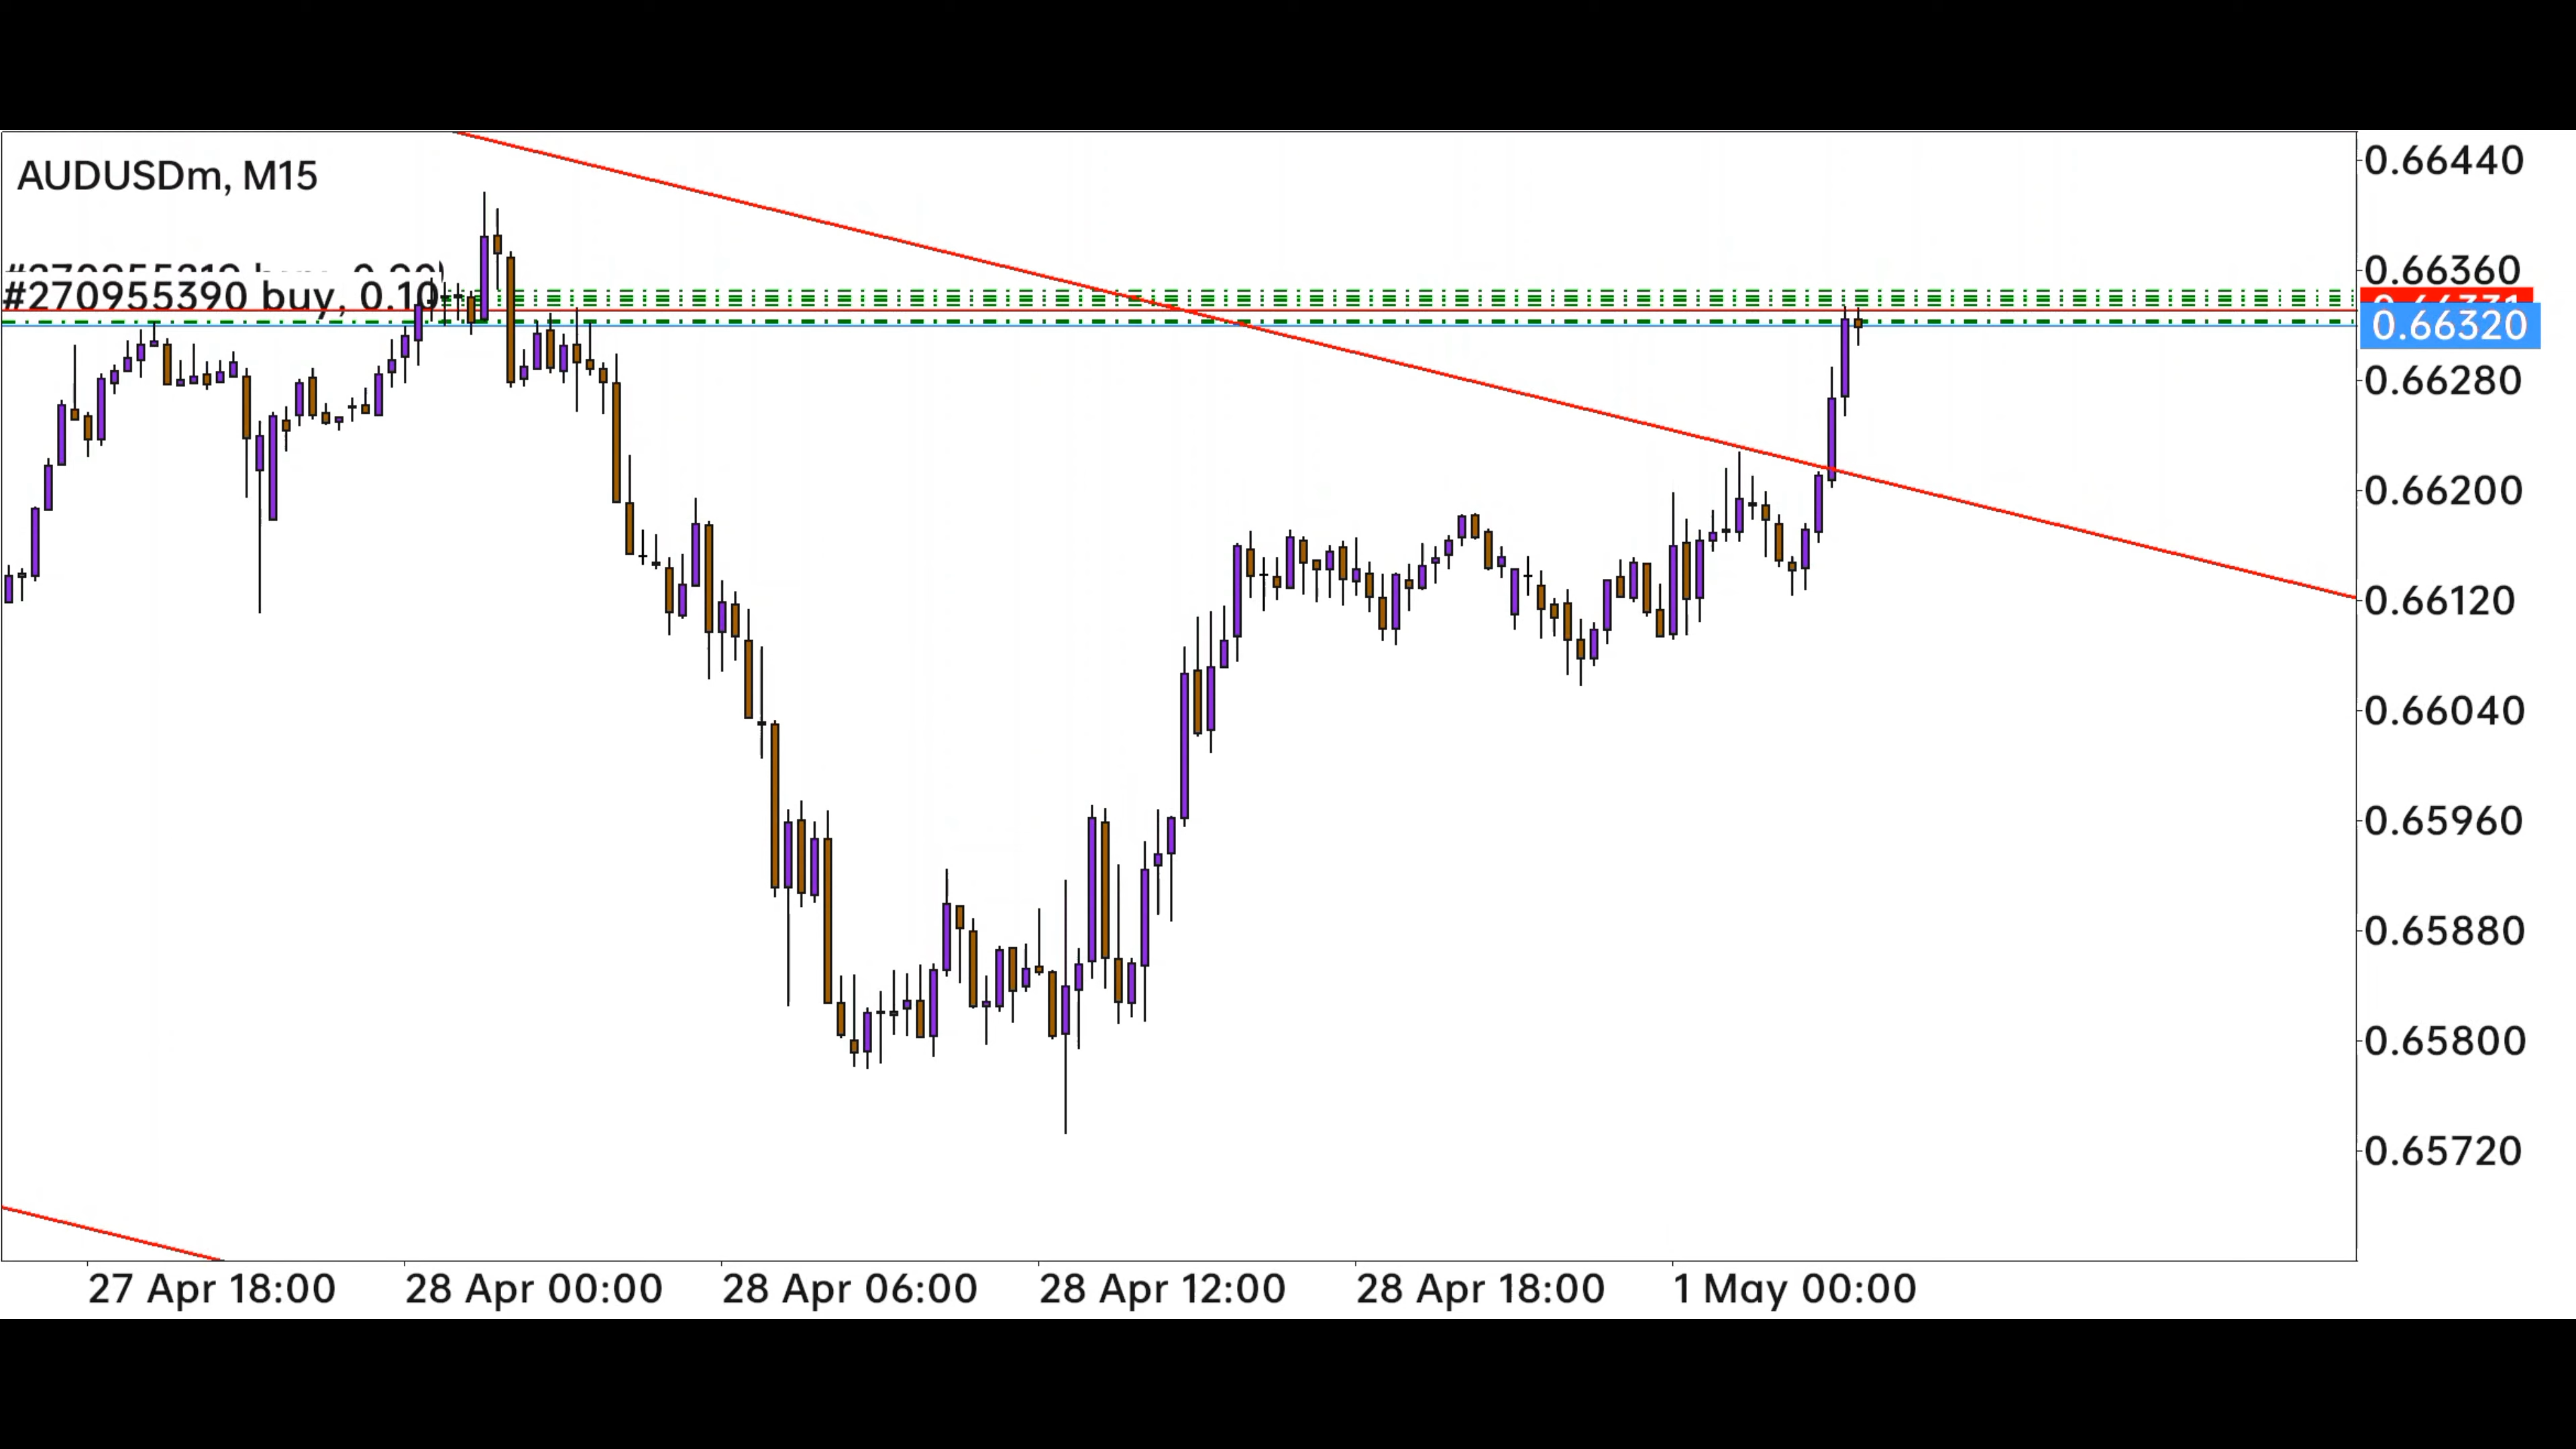 AUDUSDm, M15
#270955390 buy, 0.10
0.66440
0.66360
0.66320
0.66280
0.66200
0.66120
0.66040
0.65960
0.65880
0.65800
0.65720
27 Apr 18:00
28 Apr 00:00
28 Apr 06:00
28 Apr 12:00
28 Apr 18:00
1 May 00:00